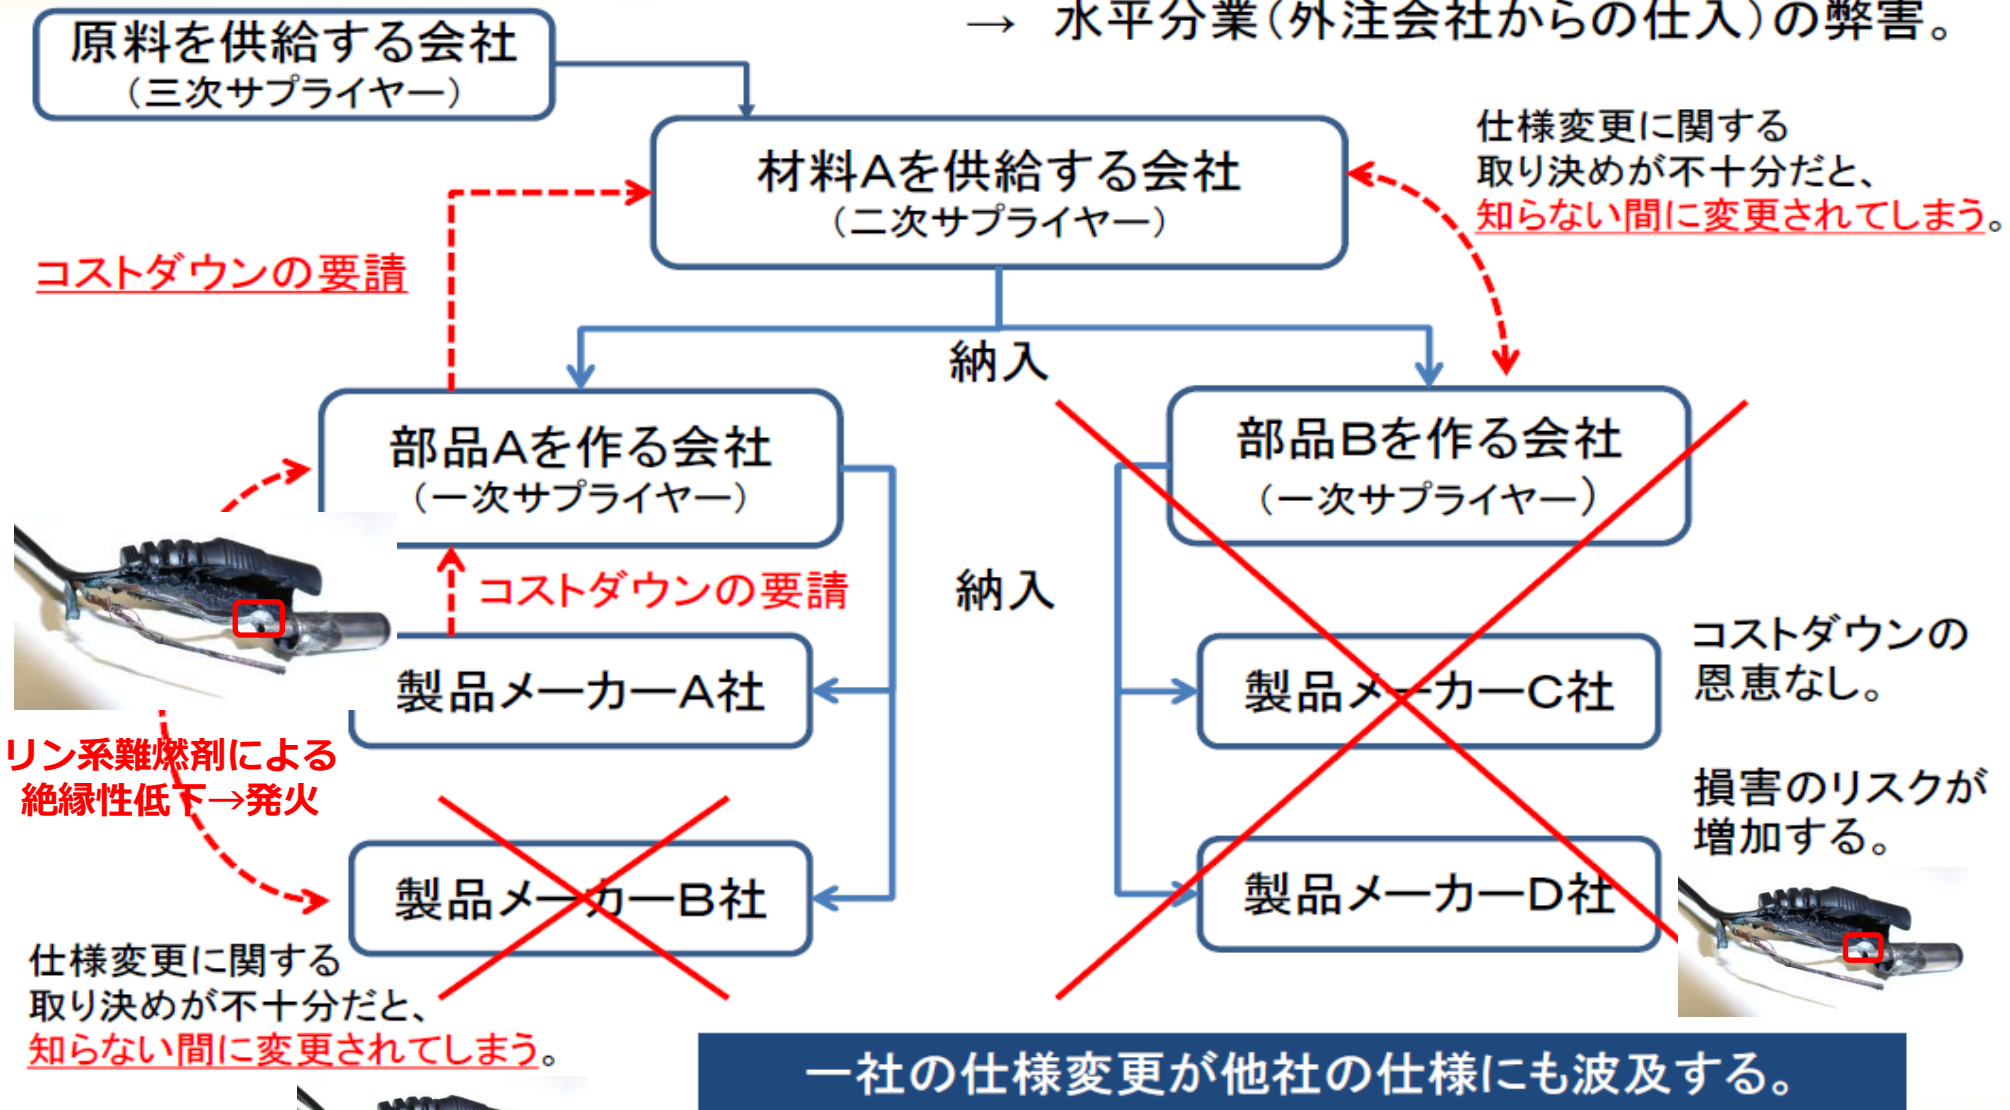 → 水平分業（外注会社からの仕入）の弊害。
原料を供給する会社
（三次サプライヤー）
材料Aを供給する会社
（二次サプライヤー）
仕様変更に関する
取り決めが不十分だと、
知らない間に変更されてしまう。
コストダウンの要請
納入
部品Aを作る会社
（一次サプライヤー）
部品Bを作る会社
（一次サプライヤー）
コストダウンの要請
納入
製品メーカーA社
製品メーカーC社
コストダウンの
恩恵なし。
リン系難燃剤による
絶縁性低下→発火
損害のリスクが
増加する。
製品メーカーB社
製品メーカーD社
仕様変更に関する
取り決めが不十分だと、
知らない間に変更されてしまう。
一社の仕様変更が他社の仕様にも波及する。